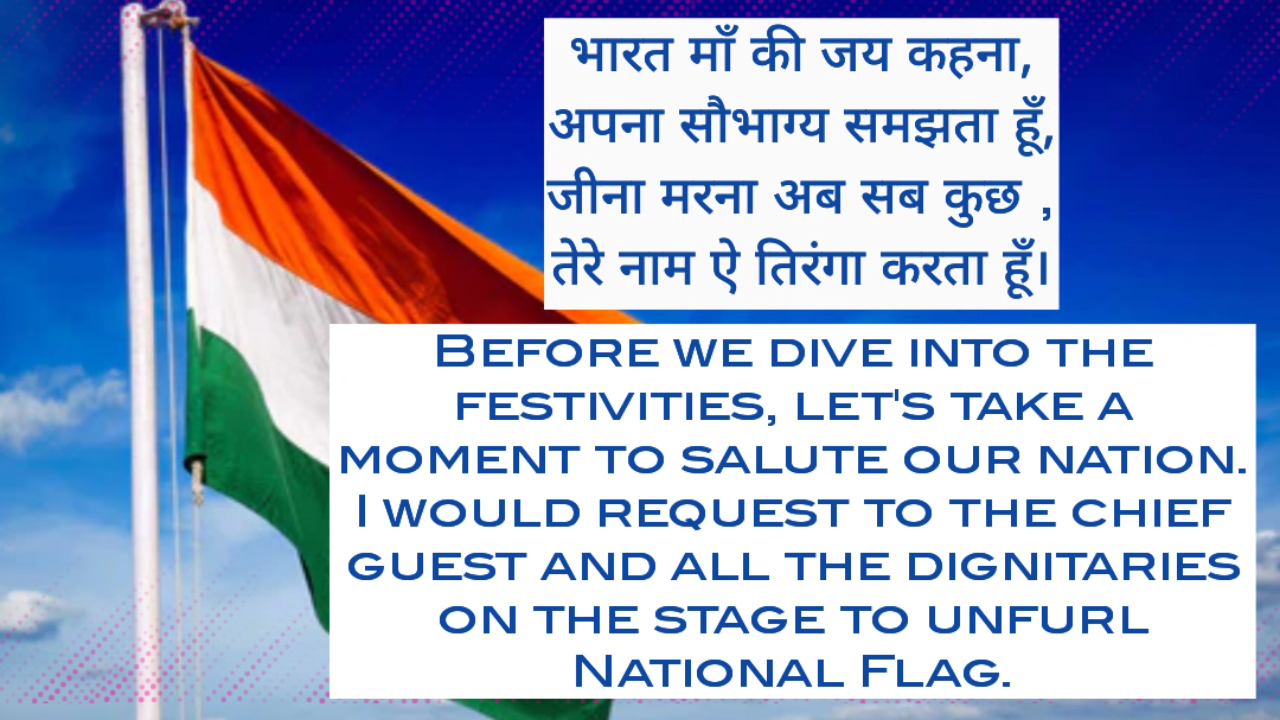 भारत माँ की जय कहना,
अपना सौभाग्य समझता हूँ,
जीना मरना अब सब कुछ ,
तेरे नाम ऐ तिरंगा करता हूँ।
BEFORE WE DIVE INTO THE
FESTIVITIES, LET'S TAKE A
MOMENT TO SALUTE OUR NATION.
I WOULD REQUEST TO THE CHIEF
GUEST AND ALL THE DIGNITARIES
ON THE STAGE TO UNFURL
NATIONAL FLAG.